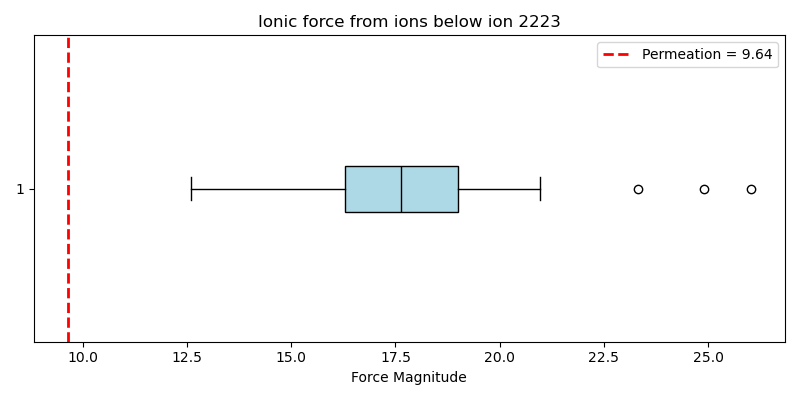 Ionic force from ions below ion 2223
Permeation = 9.64
1
10.0 12.5 15.0 17.5 20.0 22.5 25.0
Force Magnitude